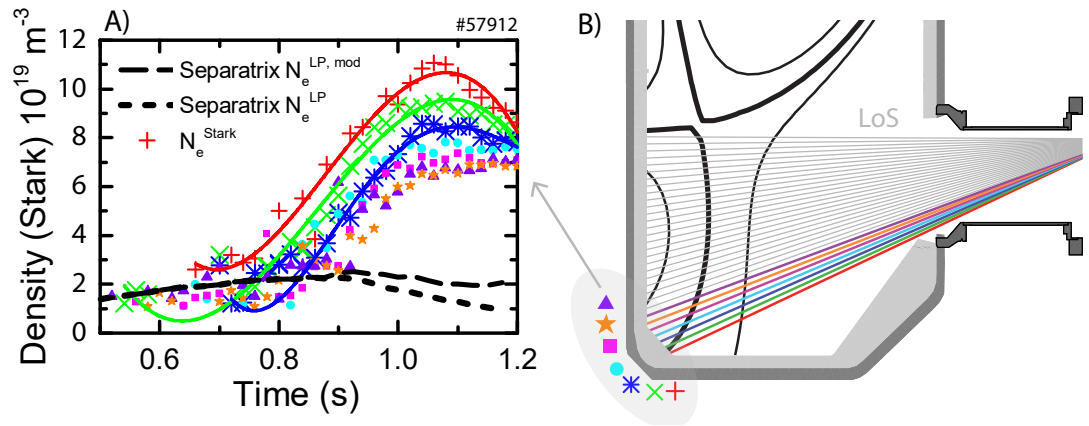 A)
#57912
B)
12
10
8
6
4
2
0
Density (Stark) 10^19 m^-3
Separatrix N_e^LP, mod
Separatrix N_e^LP
N_e^Stark
0.6
0.8
1.0
1.2
Time (s)
LoS